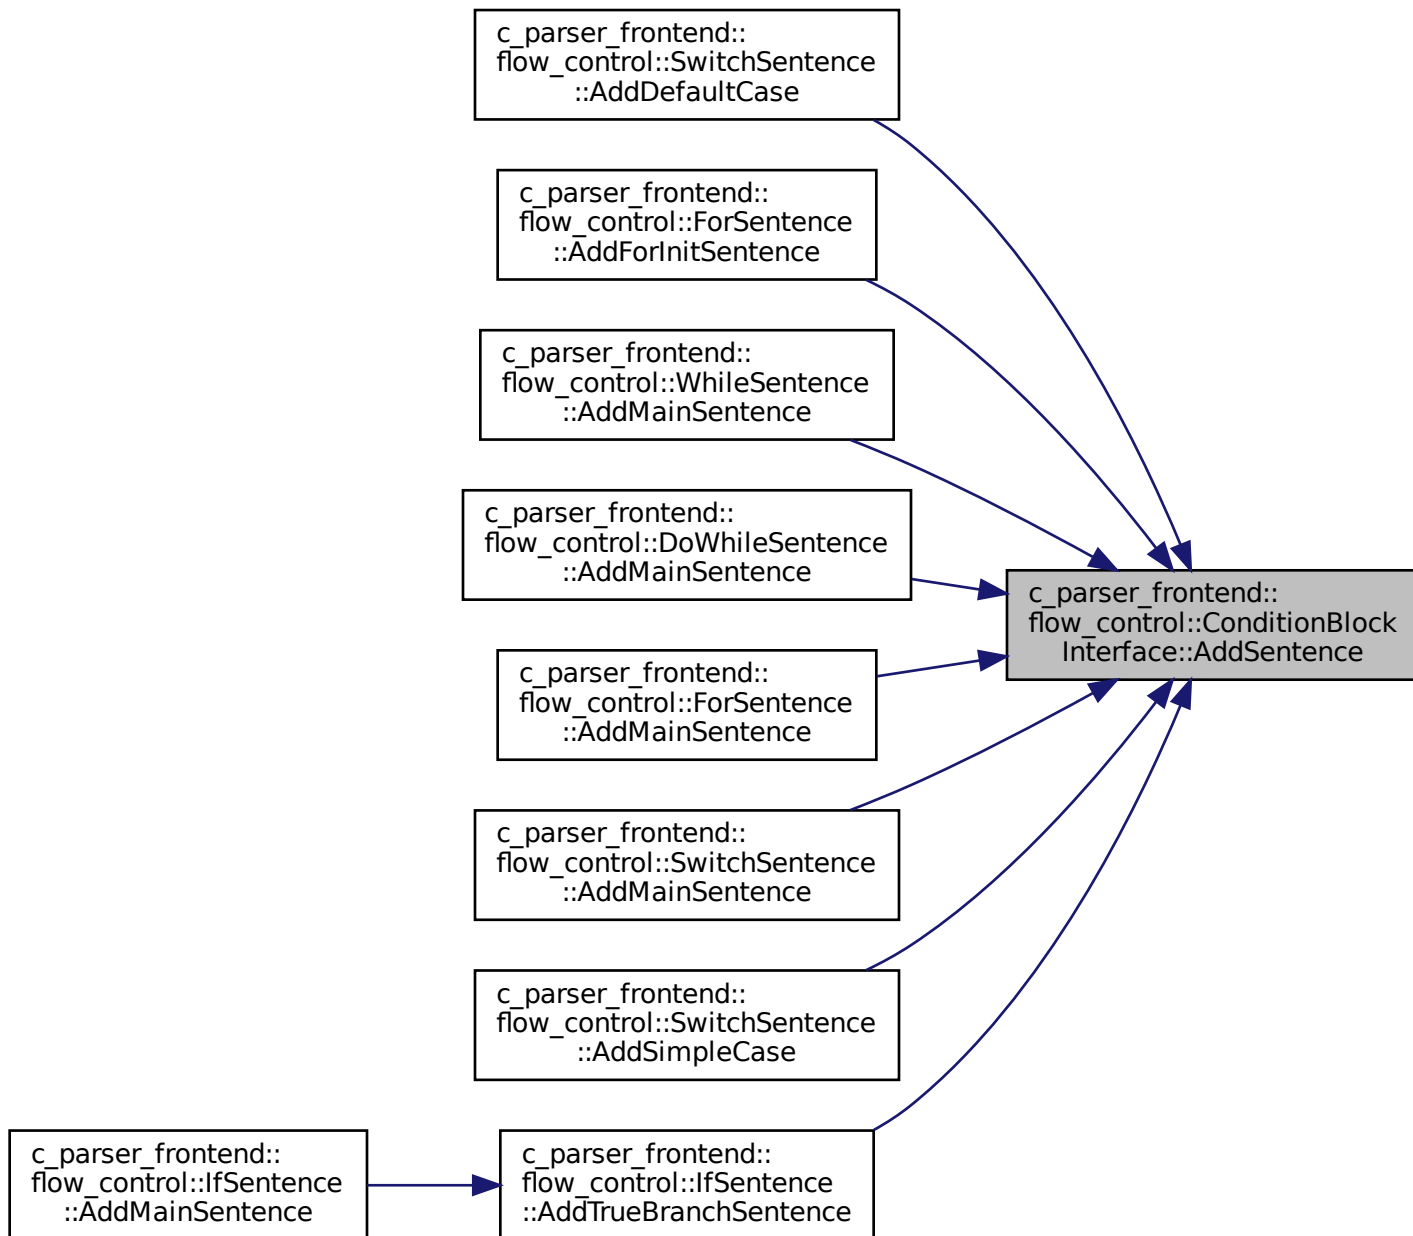 c_parser_frontend::
flow_control::SwitchSentence
::AddDefaultCase
c_parser_frontend::
flow_control::ForSentence
::AddForInitSentence
c_parser_frontend::
flow_control::WhileSentence
::AddMainSentence
c_parser_frontend::
flow_control::DoWhileSentence
::AddMainSentence
c_parser_frontend::
flow_control::ConditionBlock
Interface::AddSentence
c_parser_frontend::
flow_control::ForSentence
::AddMainSentence
c_parser_frontend::
flow_control::SwitchSentence
::AddMainSentence
c_parser_frontend::
flow_control::SwitchSentence
::AddSimpleCase
c_parser_frontend::
flow_control::IfSentence
::AddMainSentence
c_parser_frontend::
flow_control::IfSentence
::AddTrueBranchSentence